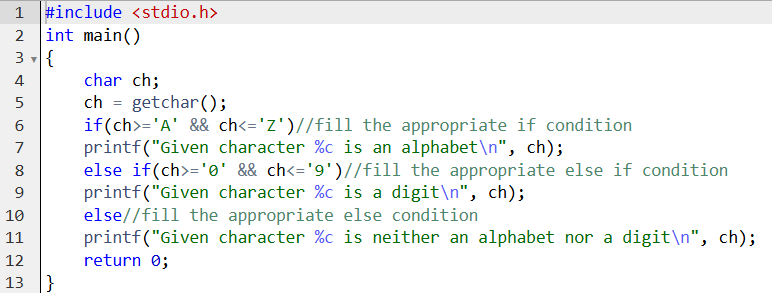 1 #include <stdio.h>
2 int main()
3 {
4 char ch;
5 ch = getchar();
6 if(ch>='A' && ch<='Z')//fill the appropriate if condition
7 printf("Given character %c is an alphabet\n", ch);
8 else if(ch>='0' && ch<='9')//fill the appropriate else if condition
9 printf("Given character %c is a digit\n", ch);
10 else//fill the appropriate else condition
11 printf("Given character %c is neither an alphabet nor a digit\n", ch);
12 return 0;
13 }